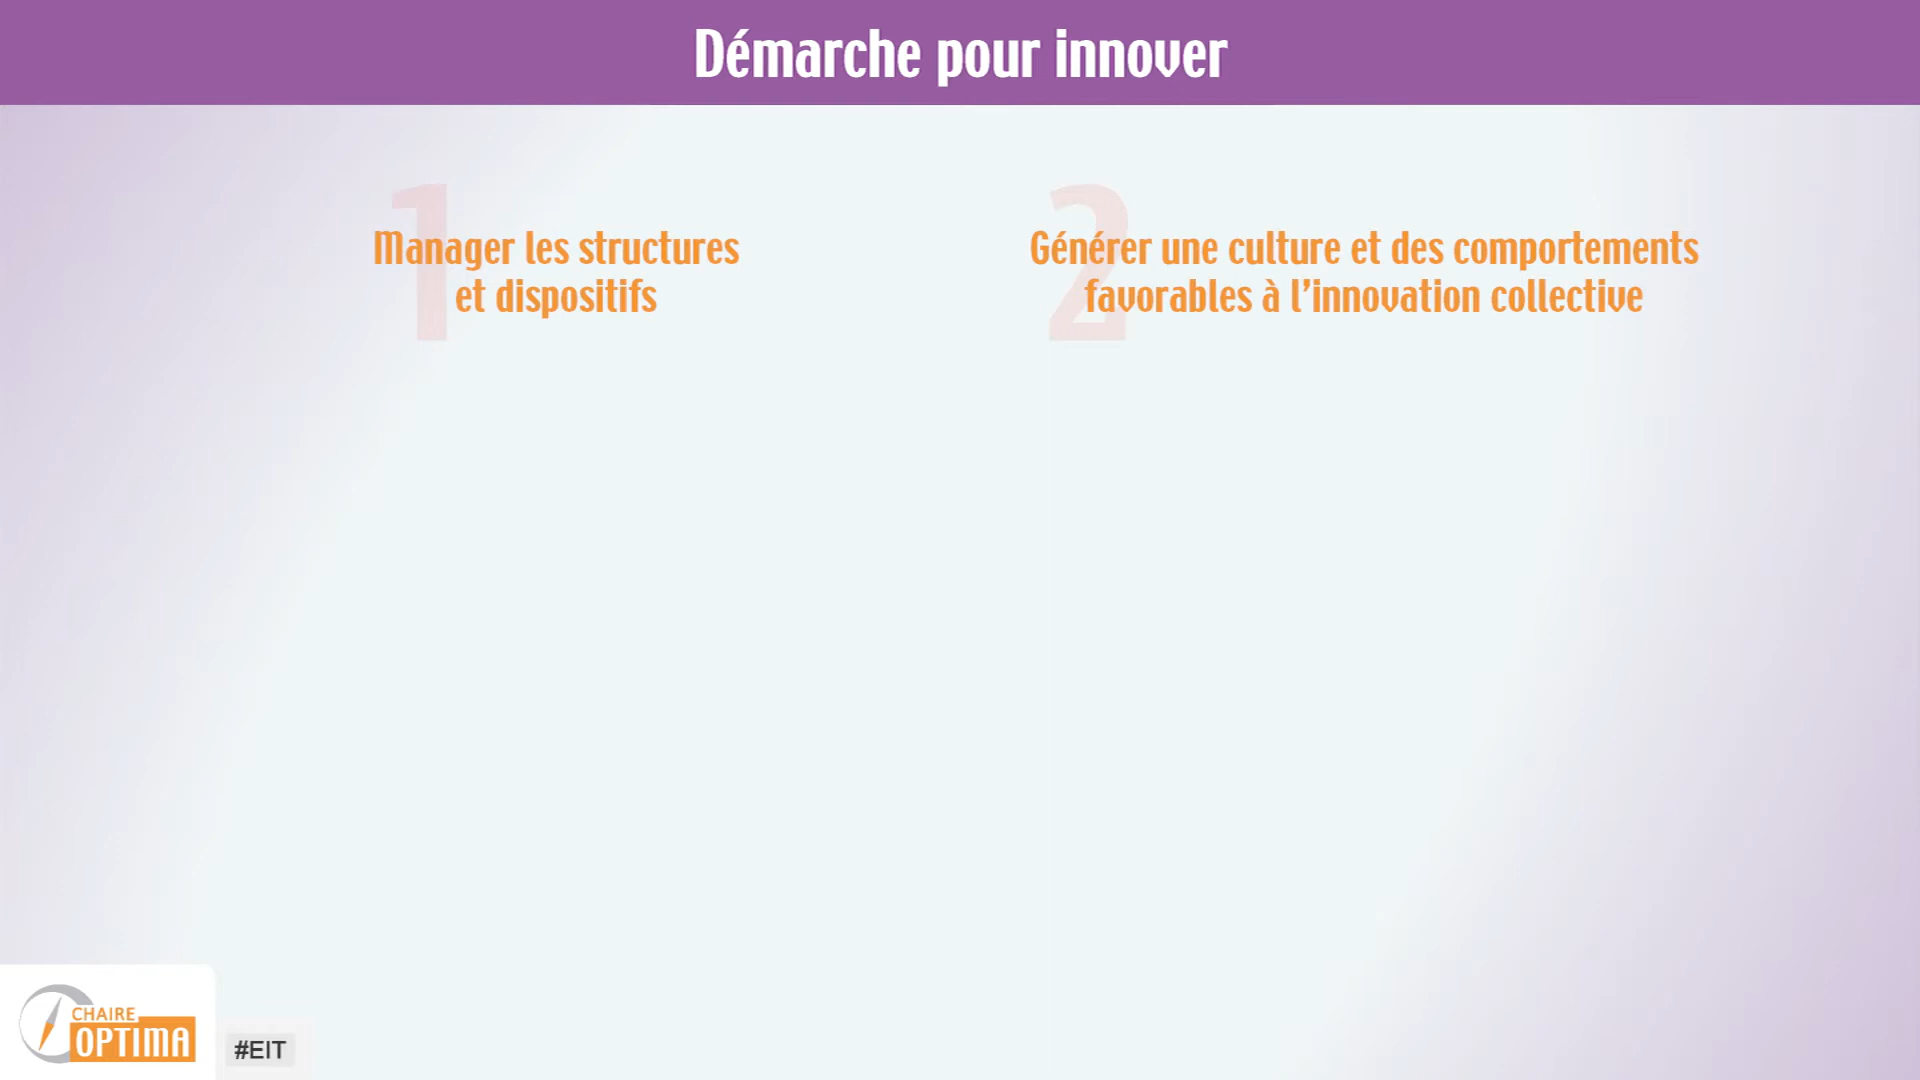 Démarche pour innover
1
Manager les structures
et dispositifs
2
Générer une culture et des comportements
favorables à l’innovation collective
CHAIRE
OPTIMA
#EIT